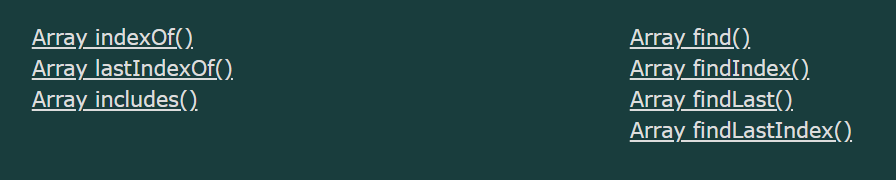 Array indexOf()
Array lastIndexOf()
Array includes()
Array find()
Array findIndex()
Array findLast()
Array findLastIndex()